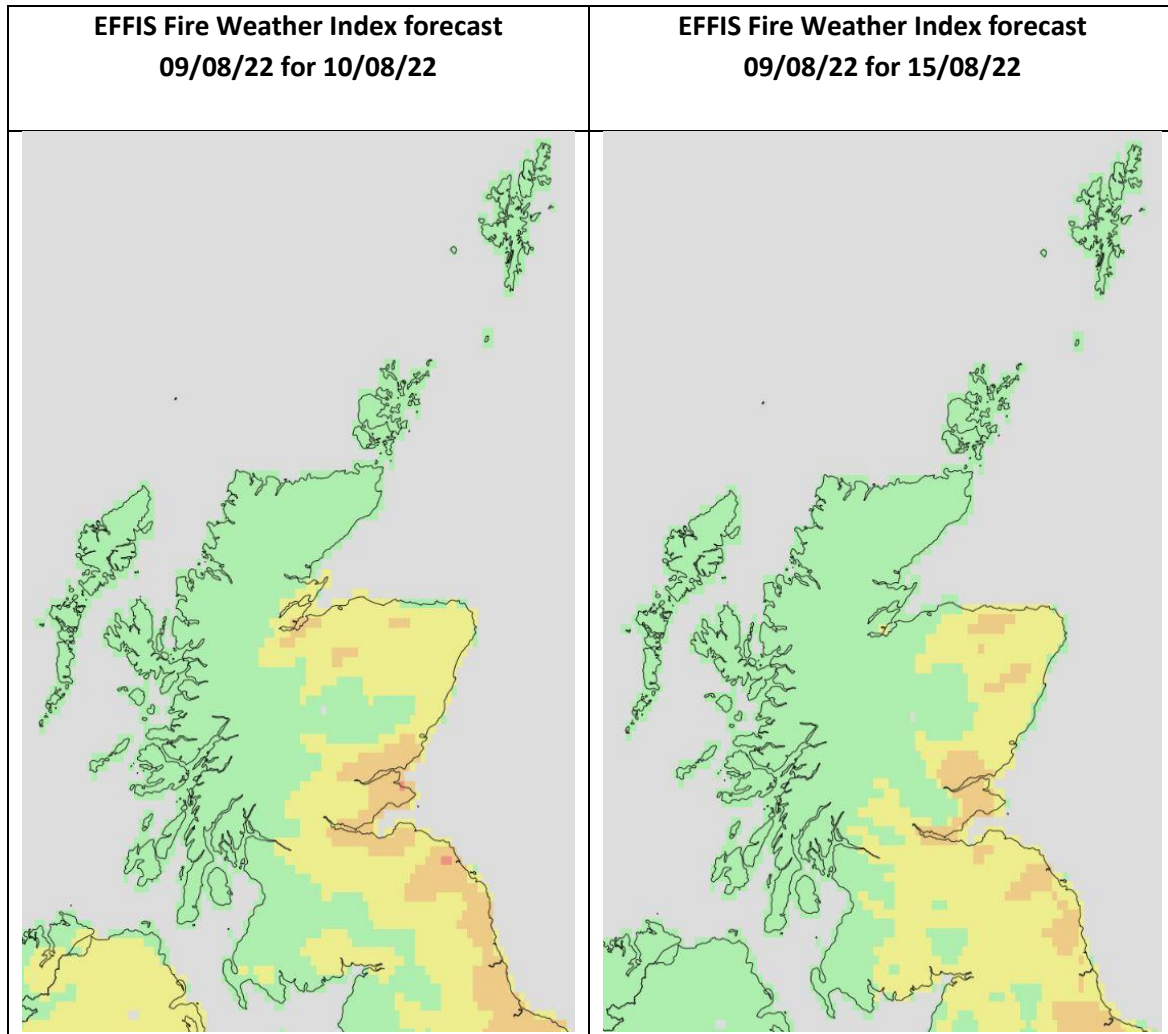 EFFIS Fire Weather Index forecast
09/08/22 for 10/08/22
EFFIS Fire Weather Index forecast
09/08/22 for 15/08/22